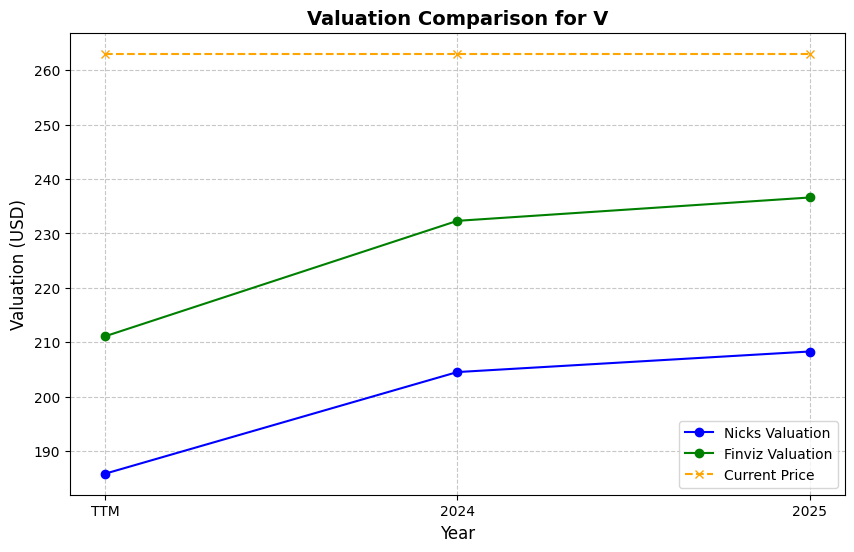 Valuation Comparison for V
Valuation (USD)
260
250
240
230
220
210
200
190
TTM
2024
2025
Year
Nicks Valuation
Finviz Valuation
Current Price